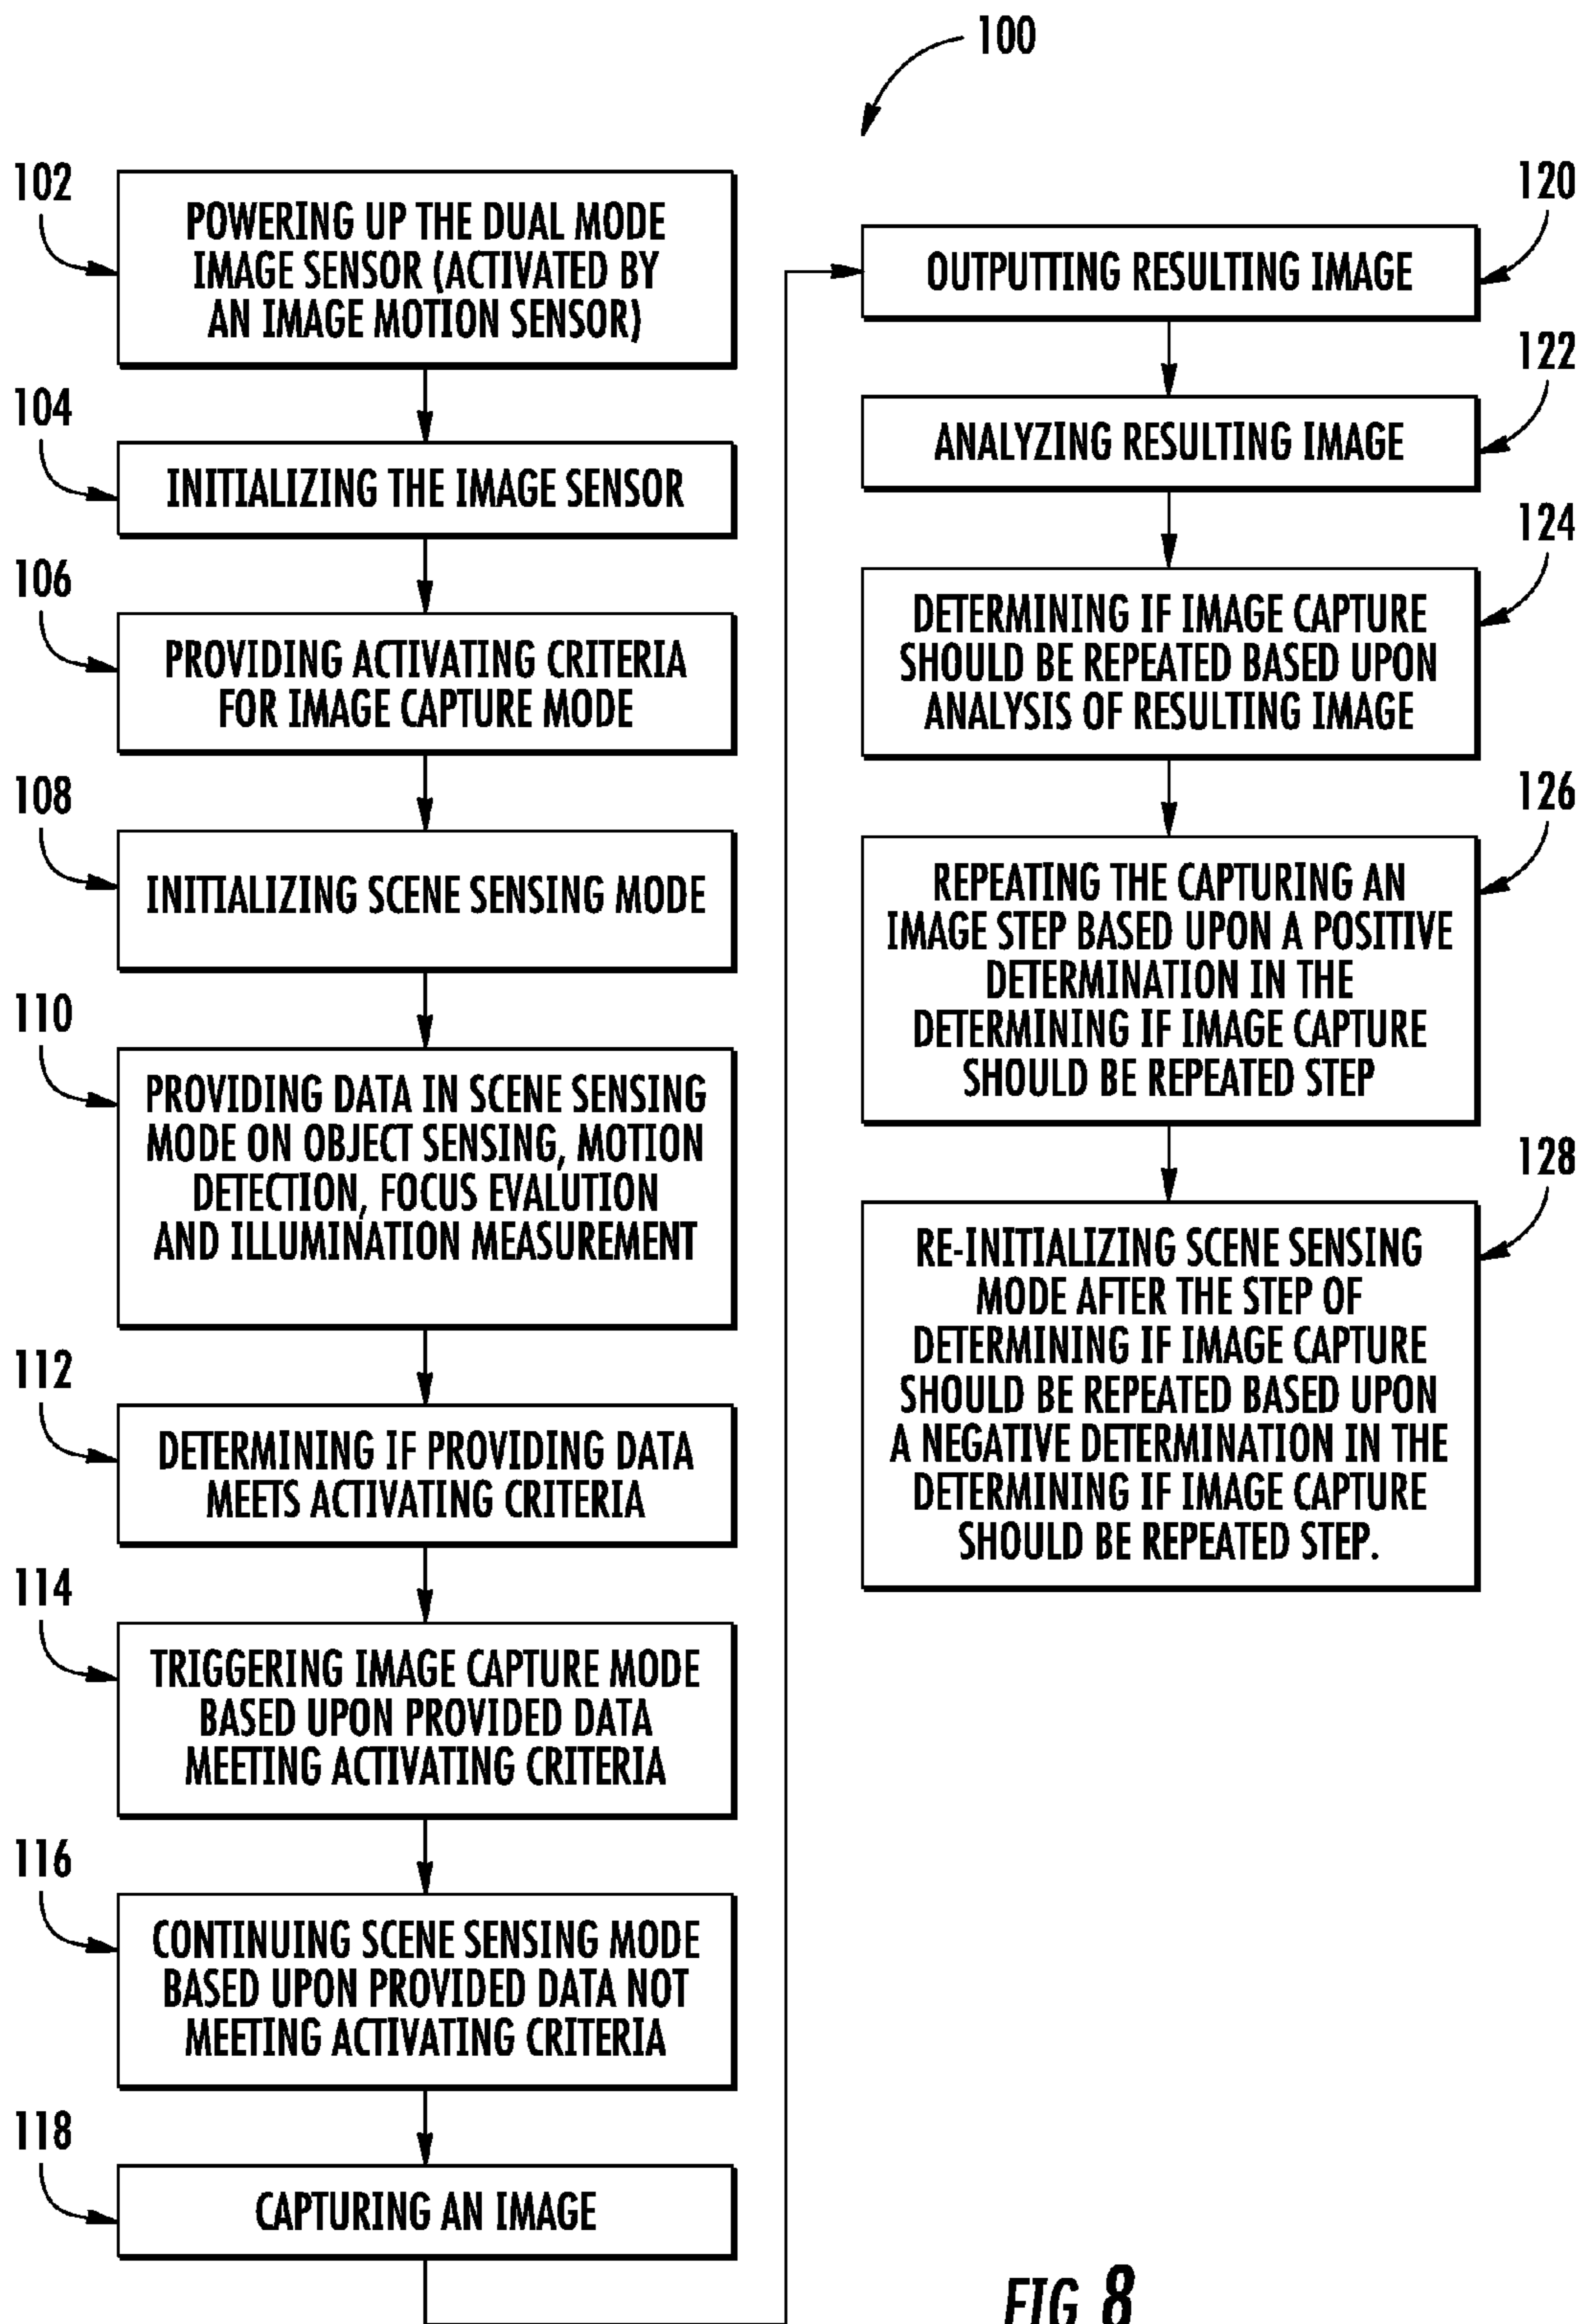 100
102
POWERING UP THE DUAL MODE
IMAGE SENSOR (ACTIVATED BY
AN IMAGE MOTION SENSOR)
104
INITIALIZING THE IMAGE SENSOR
106
PROVIDING ACTIVATING CRITERIA
FOR IMAGE CAPTURE MODE
108
INITIALIZING SCENE SENSING MODE
110
PROVIDING DATA IN SCENE SENSING
MODE ON OBJECT SENSING, MOTION
DETECTION, FOCUS EVALUTION
AND ILLUMINATION MEASUREMENT
112
DETERMINING IF PROVIDING DATA
MEETS ACTIVATING CRITERIA
114
TRIGGERING IMAGE CAPTURE MODE
BASED UPON PROVIDED DATA
MEETING ACTIVATING CRITERIA
116
CONTINUING SCENE SENSING MODE
BASED UPON PROVIDED DATA NOT
MEETING ACTIVATING CRITERIA
118
CAPTURING AN IMAGE
120
OUTPUTTING RESULTING IMAGE
122
ANALYZING RESULTING IMAGE
124
DETERMINING IF IMAGE CAPTURE
SHOULD BE REPEATED BASED UPON
ANALYSIS OF RESULTING IMAGE
126
REPEATING THE CAPTURING AN
IMAGE STEP BASED UPON A POSITIVE
DETERMINATION IN THE
DETERMINING IF IMAGE CAPTURE
SHOULD BE REPEATED STEP
128
RE-INITIALIZING SCENE SENSING
MODE AFTER THE STEP OF
DETERMINING IF IMAGE CAPTURE
SHOULD BE REPEATED BASED UPON
A NEGATIVE DETERMINATION IN THE
DETERMINING IF IMAGE CAPTURE
SHOULD BE REPEATED STEP.
FIG 8